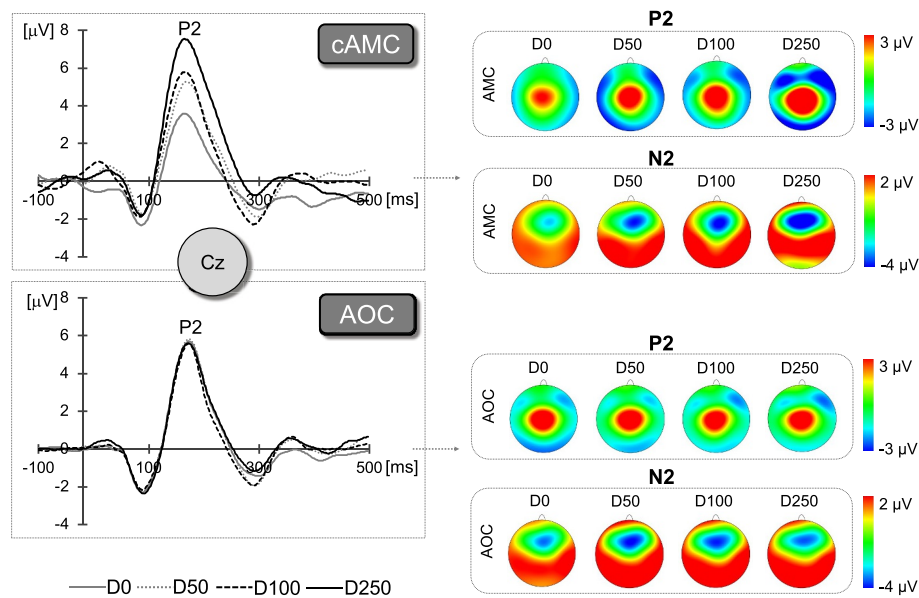 [µV] 8
P2
cAMC
6
4
2
0
-100
100
300
500 [ms]
-2
-4
Cz
[µV] 8
P2
AOC
6
4
2
0
-100
100
300
500 [ms]
-2
-4
D0 D50 D100 D250
P2
D0 D50 D100 D250
AMC
3 µV
-3 µV
N2
D0 D50 D100 D250
AMC
2 µV
-4 µV
P2
D0 D50 D100 D250
AOC
3 µV
-3 µV
N2
D0 D50 D100 D250
AOC
2 µV
-4 µV